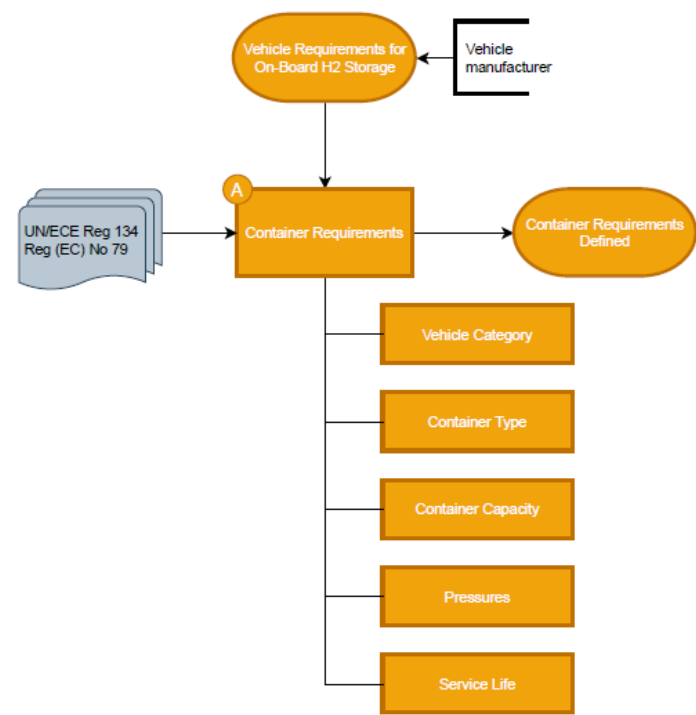 Vehicle Requirements for
On-Board H2 Storage
Vehicle
manufacturer
A
UN/ECE Reg 134
Reg (EC) No 79
Container Requirements
Container Requirements
Defined
Vehicle Category
Container Type
Container Capacity
Pressures
Service Life